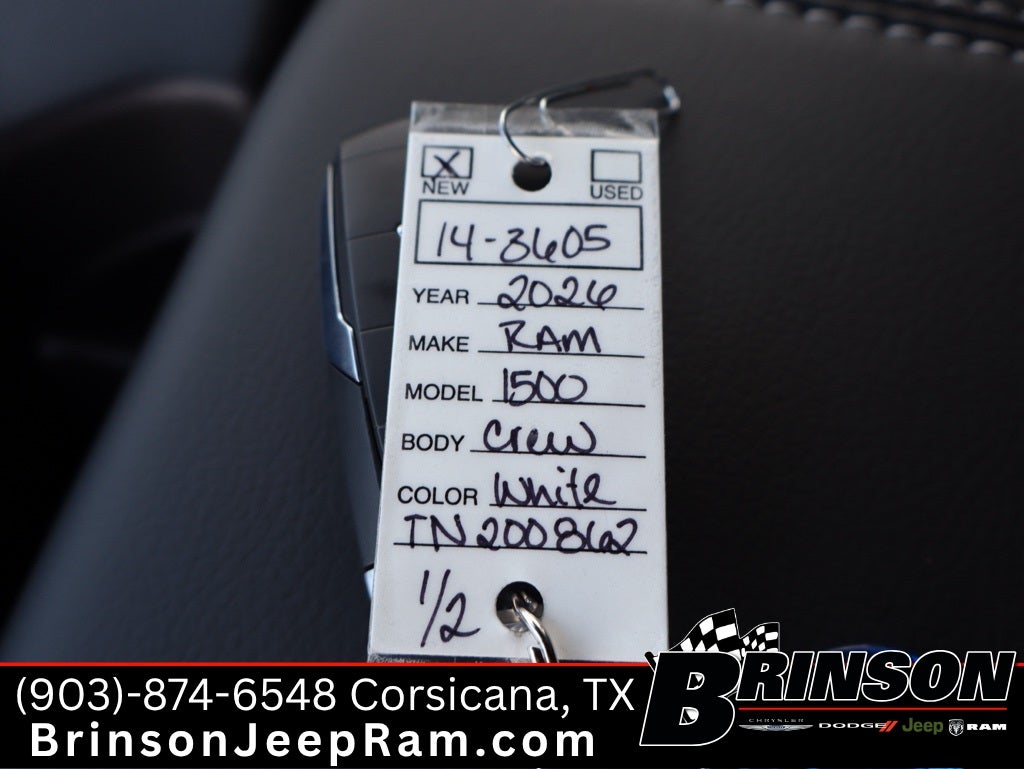 X
NEW USED
14-3605
YEAR 2026
MAKE RAM
MODEL 1500
BODY Crew
COLOR White
TN200862
1/2
(903)-874-6548 Corsicana, TX
BrinsonJeepRam.com
BRINSON
CHRYSLER DODGE// Jeep RAM